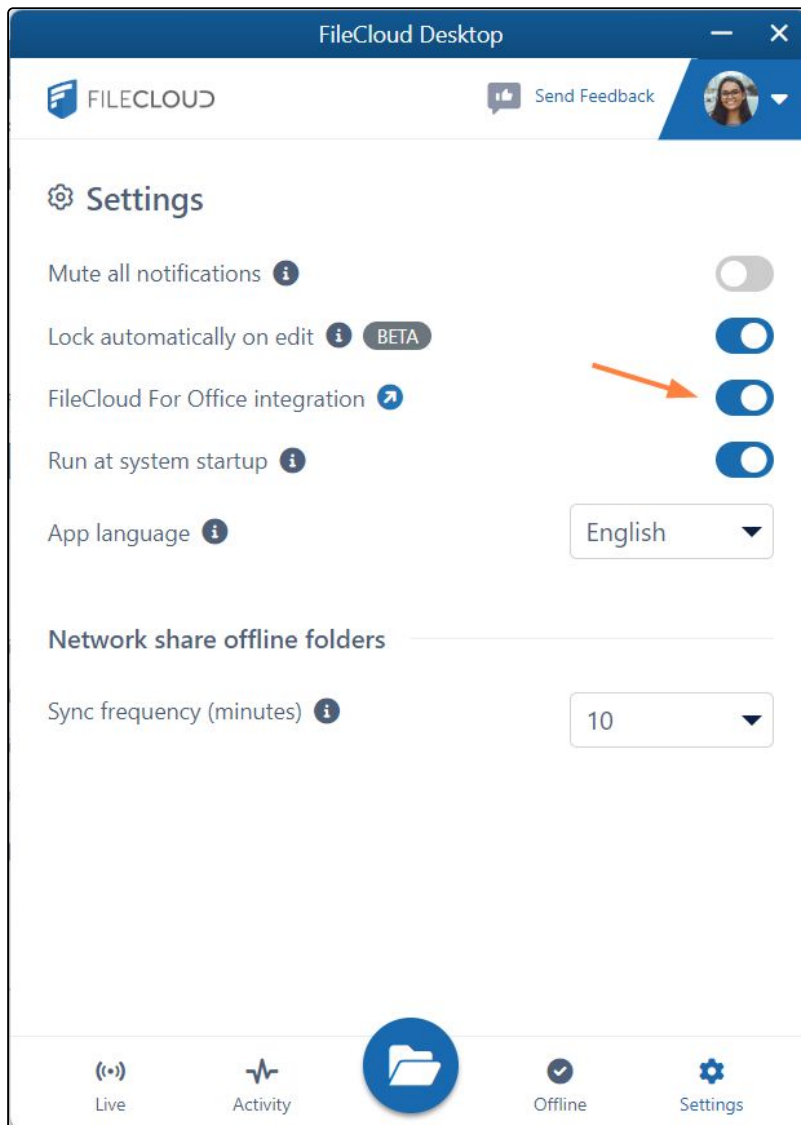 FileCloud Desktop
FILECLOUD
Send Feedback
Settings
Mute all notifications
Lock automatically on edit BETA
FileCloud For Office integration
Run at system startup
App language English
Network share offline folders
Sync frequency (minutes) 10
Live Activity Offline Settings